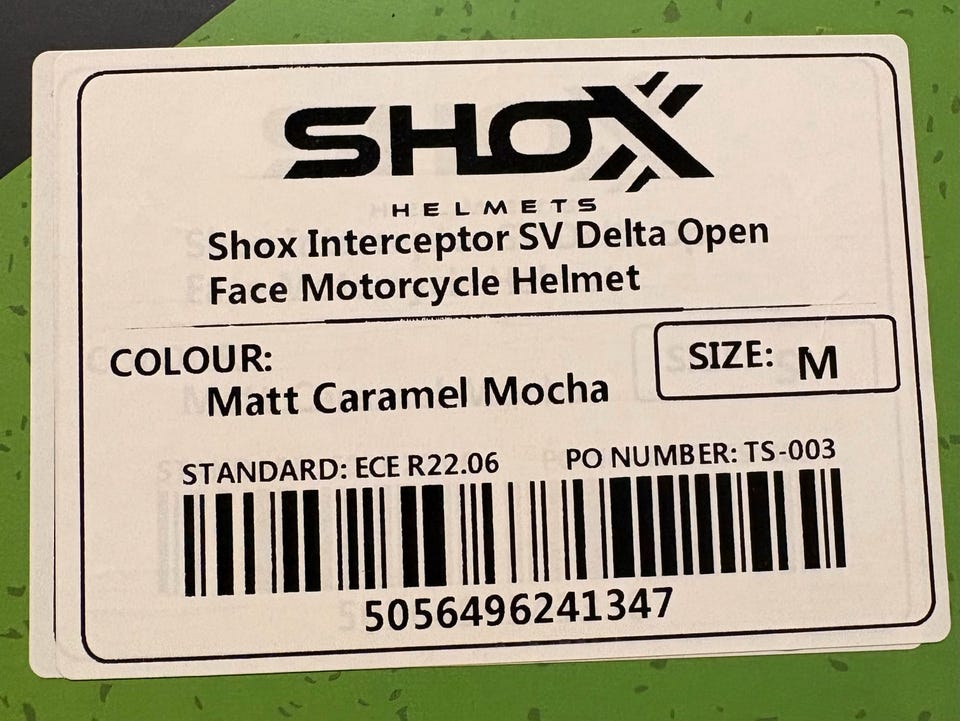 SHOX
HELMETS
Shox Interceptor SV Delta Open
Face Motorcycle Helmet
COLOUR:
Matt Caramel Mocha
SIZE: M
STANDARD: ECE R22.06 PO NUMBER: TS-003
5056496241347